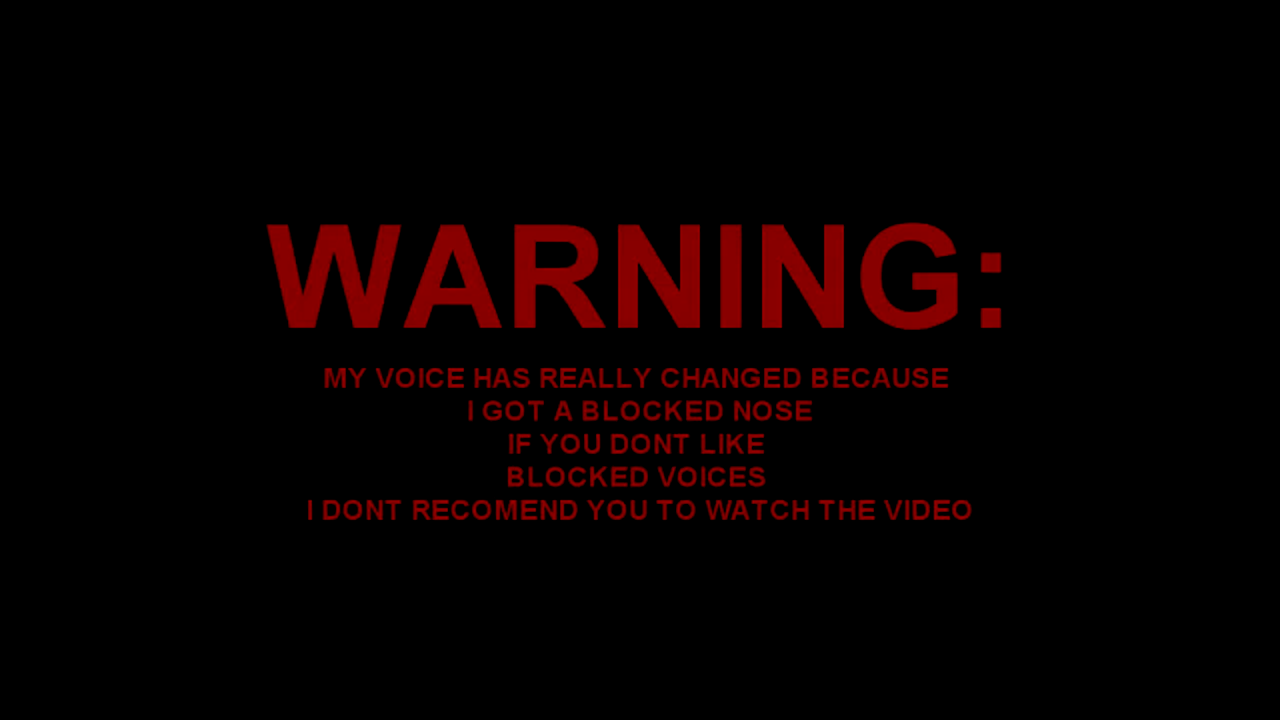 WARNING:
MY VOICE HAS REALLY CHANGED BECAUSE
I GOT A BLOCKED NOSE
IF YOU DONT LIKE
BLOCKED VOICES
I DONT RECOMEND YOU TO WATCH THE VIDEO